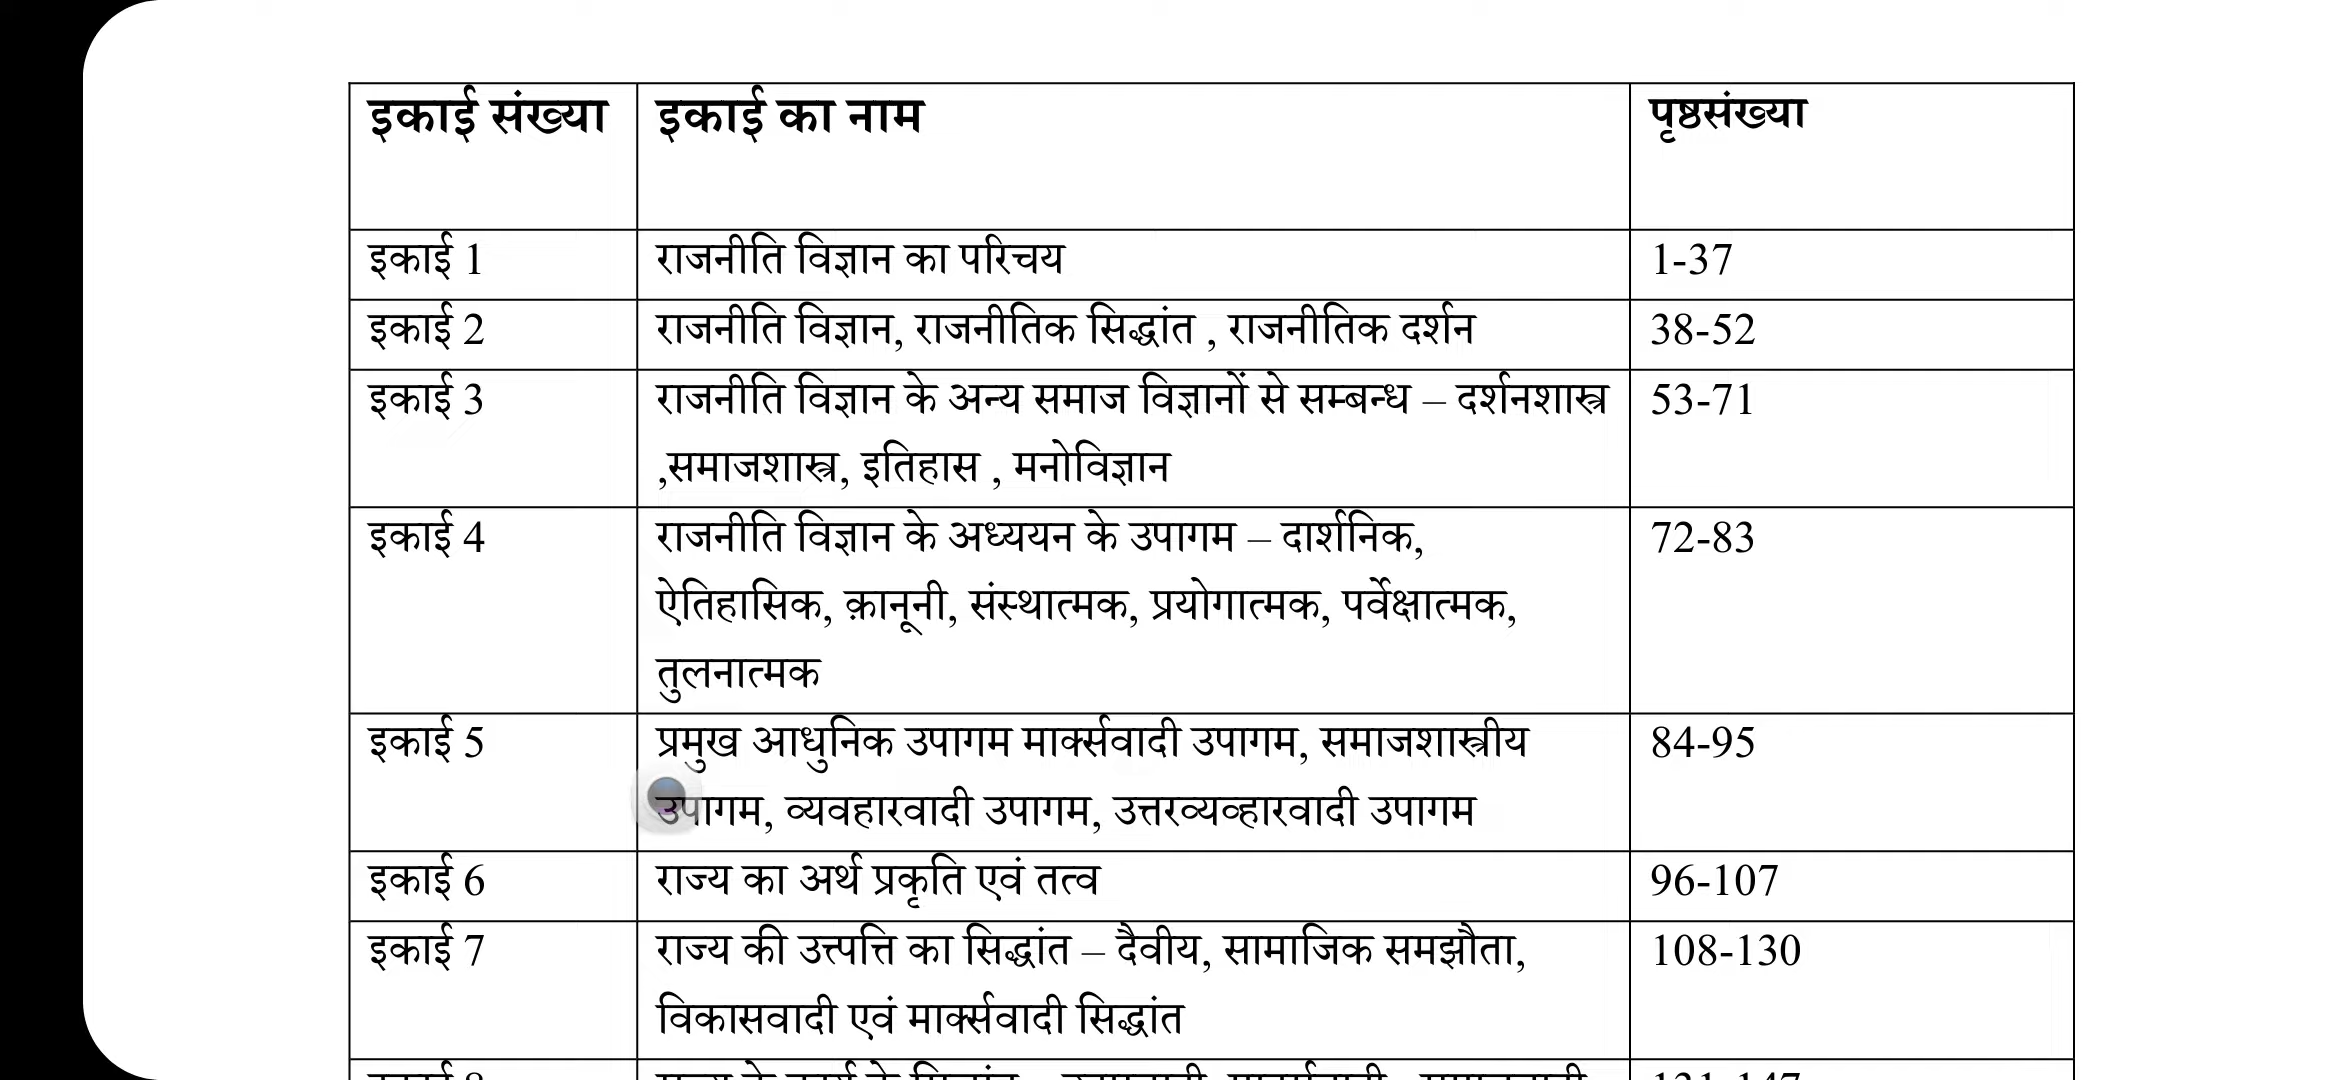 इकाई संख्या इकाई का नाम पृष्ठसंख्या
इकाई 1 राजनीति विज्ञान का परिचय 1-37
इकाई 2 राजनीति विज्ञान, राजनीतिक सिद्धांत , राजनीतिक दर्शन 38-52
इकाई 3 राजनीति विज्ञान के अन्य समाज विज्ञानों से सम्बन्ध – दर्शनशास्त्र 53-71
,समाजशास्त्र, इतिहास , मनोविज्ञान
इकाई 4 राजनीति विज्ञान के अध्ययन के उपागम – दार्शनिक, 72-83
ऐतिहासिक, क़ानूनी, संस्थात्मक, प्रयोगात्मक, पर्वेक्षात्मक,
तुलनात्मक
इकाई 5 प्रमुख आधुनिक उपागम मार्क्सवादी उपागम, समाजशास्त्रीय 84-95
उपागम, व्यवहारवादी उपागम, उत्तरव्यव्हारवादी उपागम
इकाई 6 राज्य का अर्थ प्रकृति एवं तत्व 96-107
इकाई 7 राज्य की उत्त्पत्ति का सिद्धांत – दैवीय, सामाजिक समझौता, 108-130
विकासवादी एवं मार्क्सवादी सिद्धांत